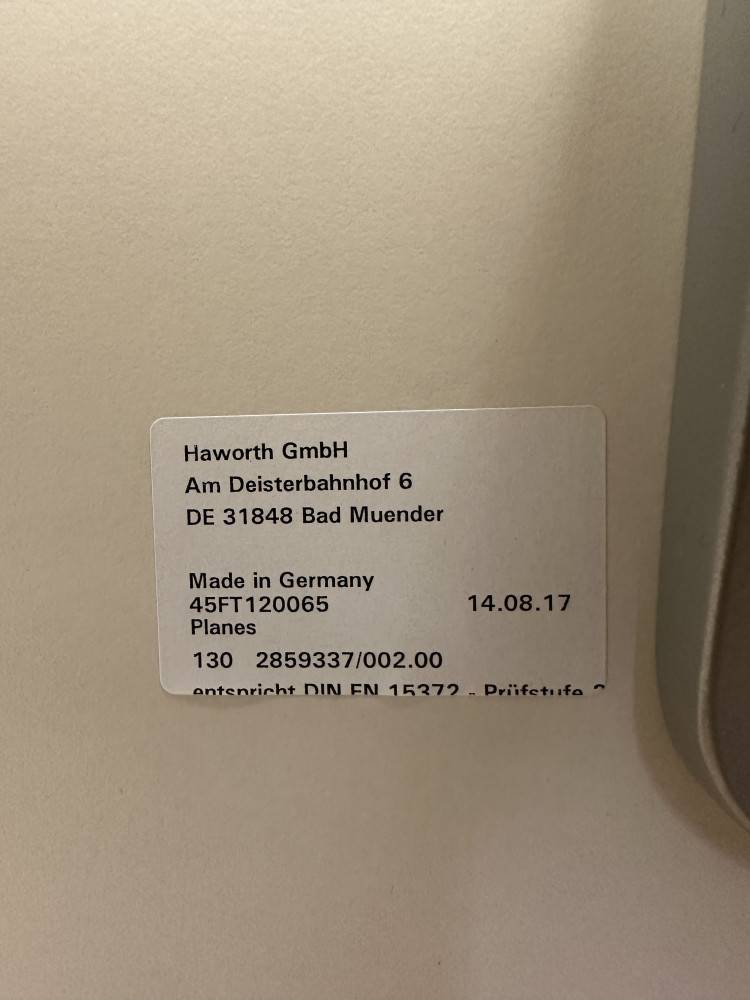 Haworth GmbH
Am Deisterbahnhof 6
DE 31848 Bad Muender
Made in Germany
45FT120065 14.08.17
Planes
130 2859337/002.00
entspricht DIN EN 15372 - Prüfstufe